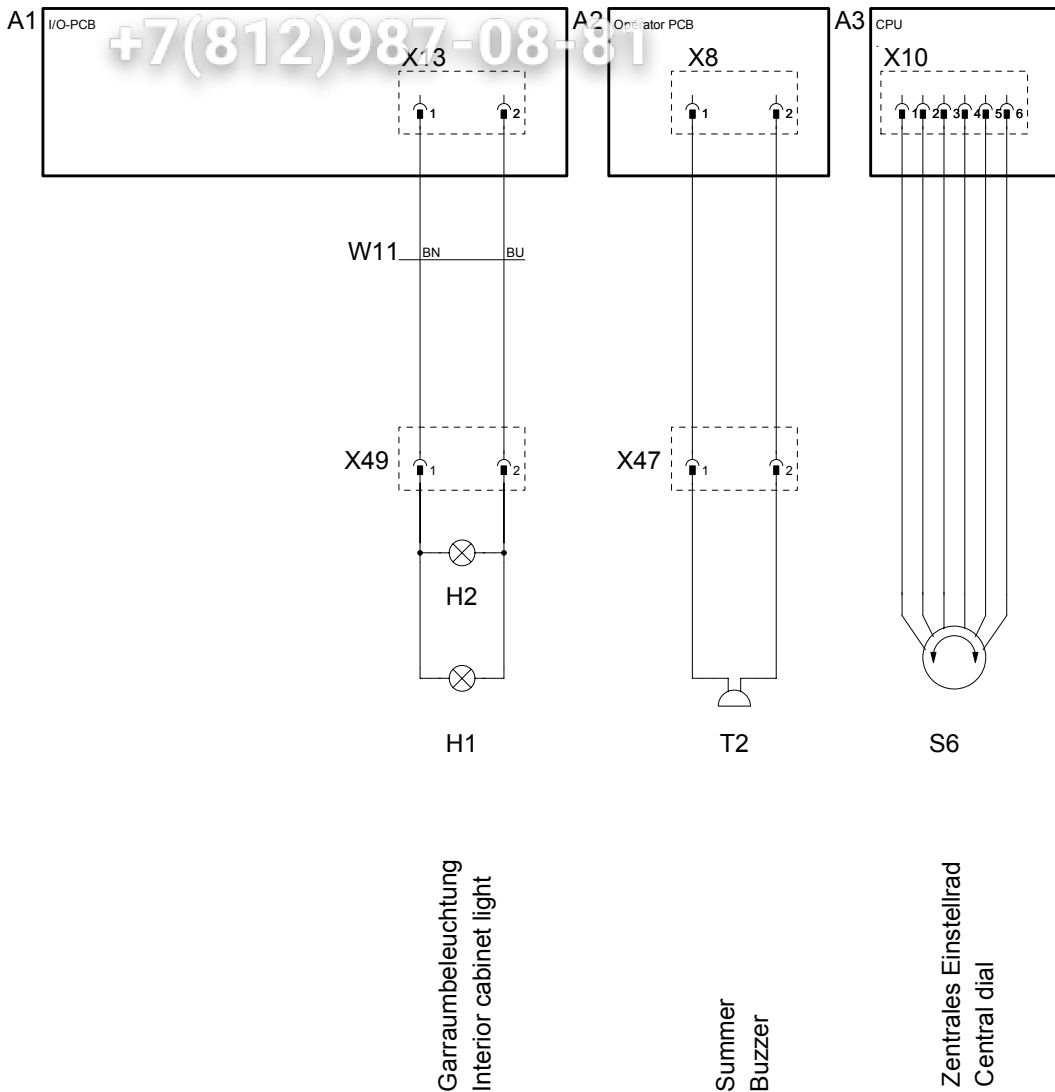 A1
I/O-PCB
+7(812)987-08-81
A2
Operator PCB
A3
CPU
X13
X8
X10
1
2
1
2
1
2
3
4
5
6
W11
BN
BU
X49
1
2
X47
1
2
H2
H1
T2
S6
Garraumbeleuchtung
Interior cabinet light
Summer
Buzzer
Zentrales Einstellrad
Central dial